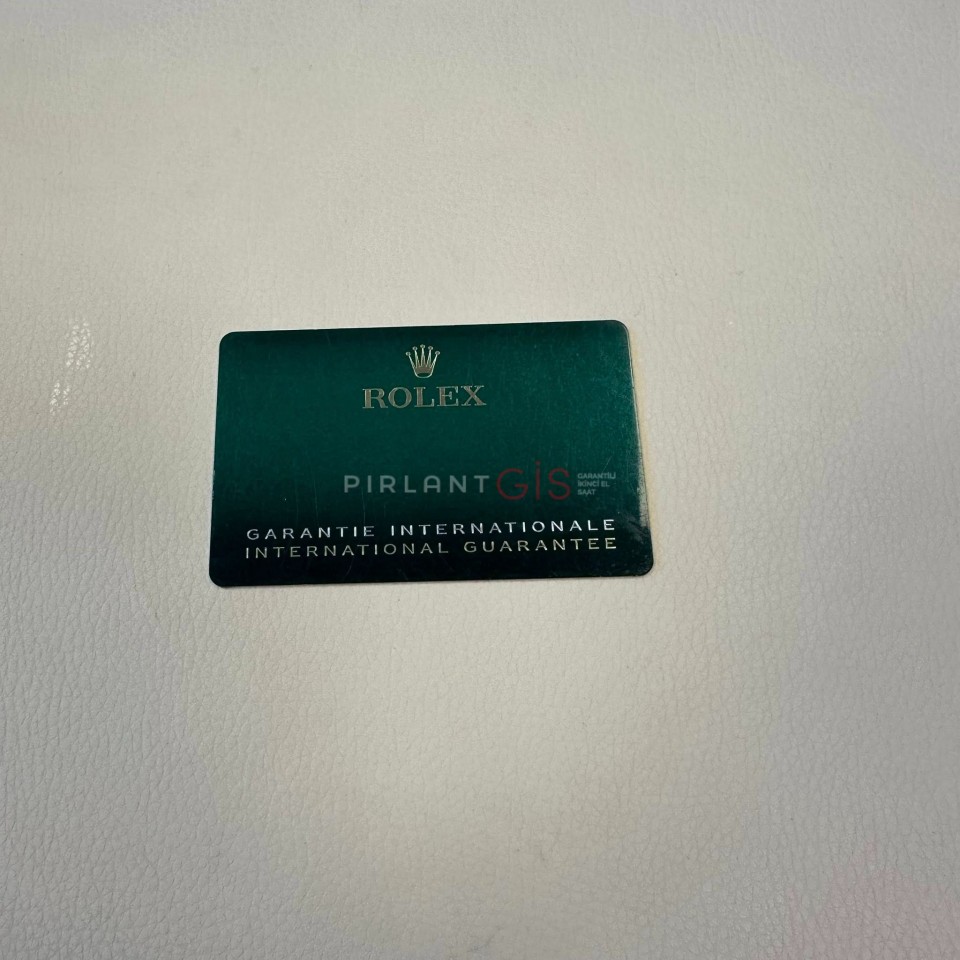 ROLEX
PIRLANTGİS
GARANTİLİ
İKİNCİ EL
SAAT
GARANTIE INTERNATIONALE
INTERNATIONAL GUARANTEE